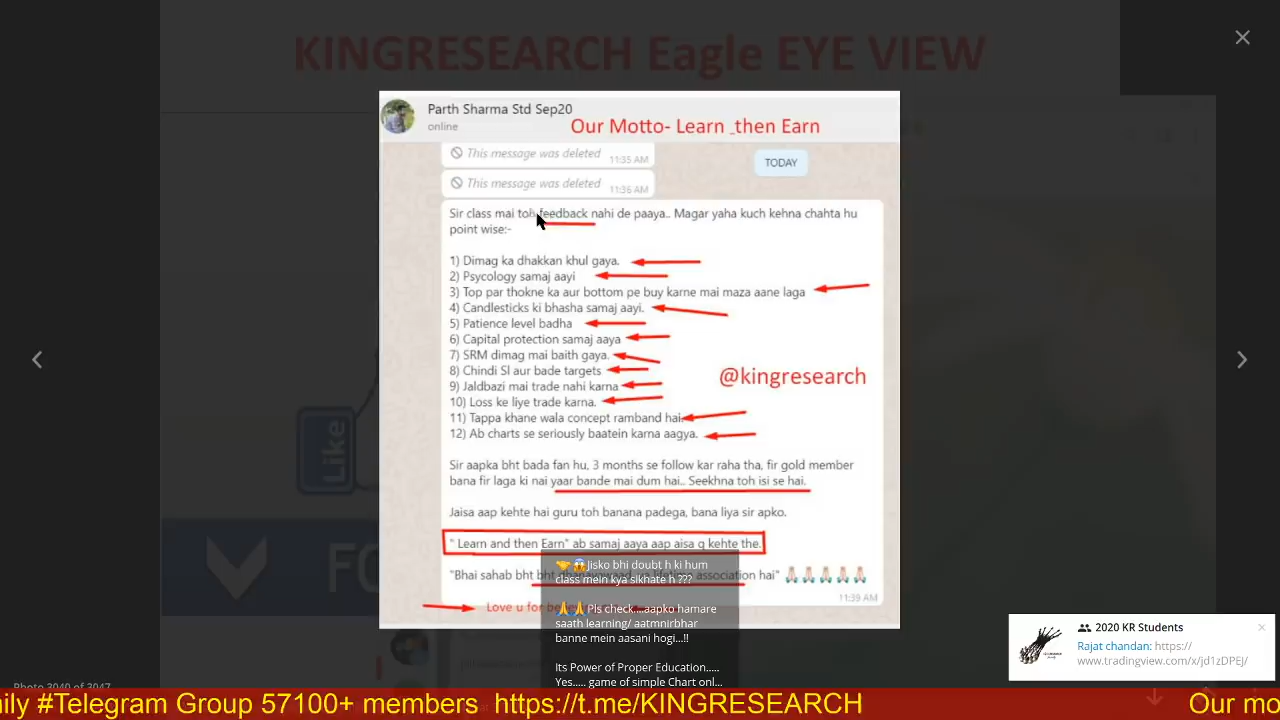 KINGRESEARCH Eagle EYE VIEW
Parth Sharma Std Sep20
online
Our Motto- Learn _then Earn
This message was deleted 11:35 AM
TODAY
This message was deleted 11:36 AM
Sir class mai toh feedback nahi de paaya.. Magar yaha kuch kehna chahta hu
point wise:-
1) Dimag ka dhakkan khul gaya.
2) Psycology samaj aayi
3) Top par thokne ka aur bottom pe buy karne mai maza aane laga
4) Candlesticks ki bhasha samaj aayi.
5) Patience level badha
6) Capital protection samaj aaya
7) SRM dimag mai baith gaya.
8) Chindi Sl aur bade targets
@kingresearch
9) Jaldbazi mai trade nahi karna
10) Loss ke liye trade karna.
11) Tappa khane wala concept ramband hai.
12) Ab charts se seriously baatein karna aagya.
Sir aapka bht bada fan hu, 3 months se follow kar raha tha, fir gold member
bana fir laga ki nai yaar bande mai dum hai.. Seekhna toh isi se hai.
Jaisa aap kehte hai guru toh banana padega, bana liya sir apko.
" Learn and then Earn" ab samaj aaya aap aisa q kehte the.
"Bhai sahab bht bht association hai" 🙏🙏🙏🙏🙏
11:39 AM
Love u for
🤝😱Jisko bhi doubt h ki hum
class mein kya sikhate h ???
🙏🙏Pls check....aapko hamare
saath learning/ aatmnirbhar
banne mein aasani hogi...!!
Its Power of Proper Education.....
Yes..... game of simple Chart onl...
Like
FO
2020 KR Students
Rajat chandan: https://
www.tradingview.com/x/jd1zDPEJ/
Photo 3040 of 3047
ily #Telegram Group 57100+ members https://t.me/KINGRESEARCH Our mo